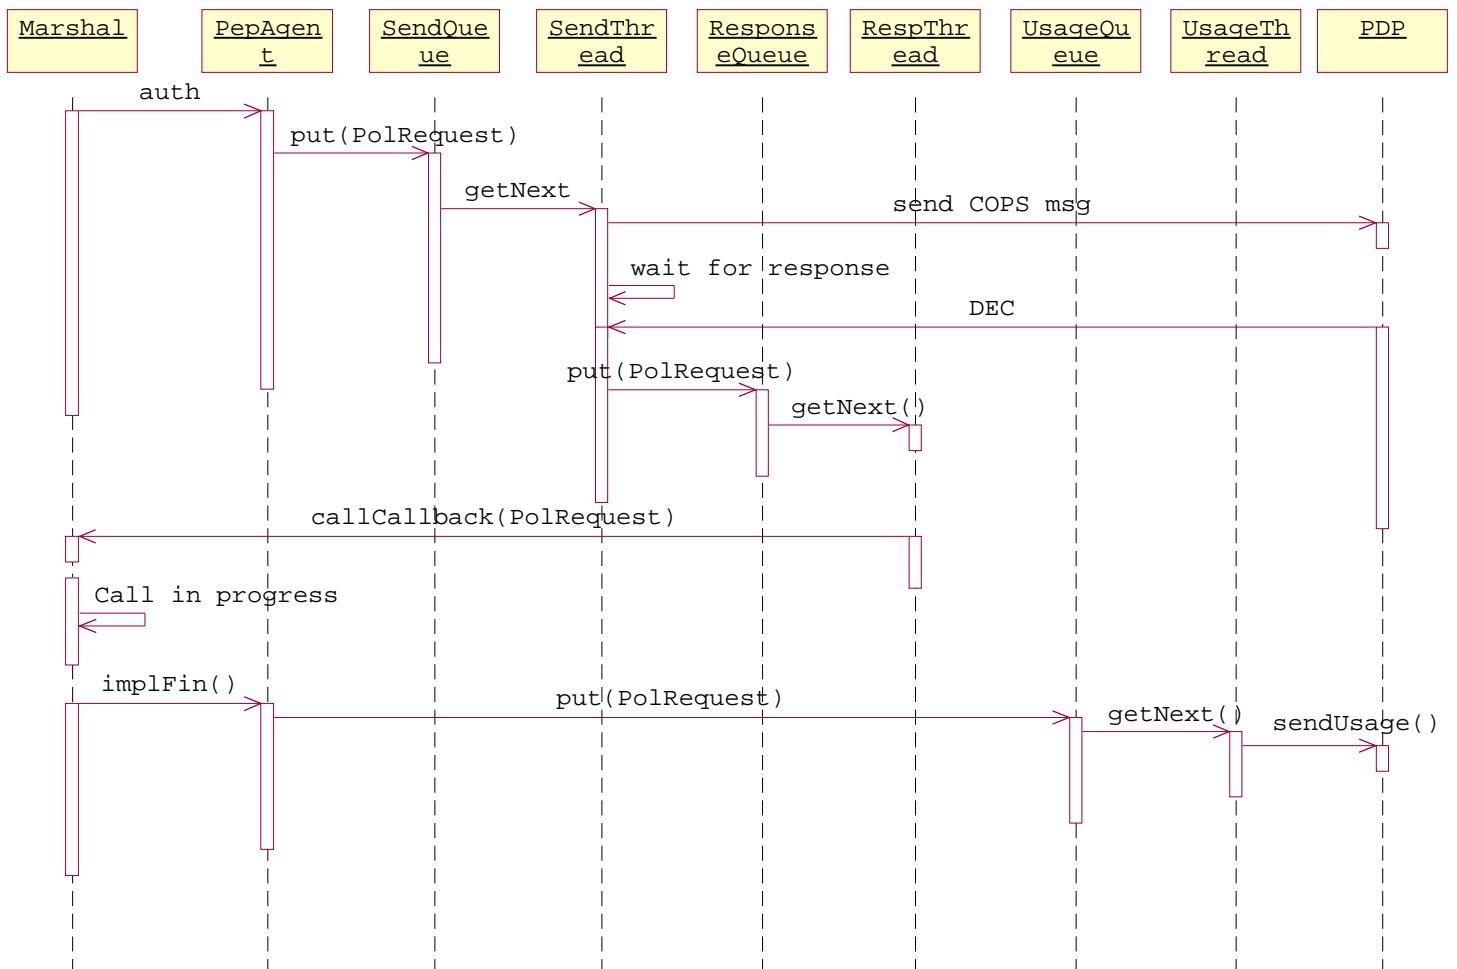 Marshal
PepAgen
t
SendQue
ue
SendThr
ead
Respons
eQueue
RespThr
ead
UsageQu
eue
UsageTh
read
PDP
auth
put(PolRequest)
getNext
send COPS msg
wait for response
DEC
put(PolRequest)
getNext()
callCallback(PolRequest)
Call in progress
implFin()
put(PolRequest)
getNext()
sendUsage()